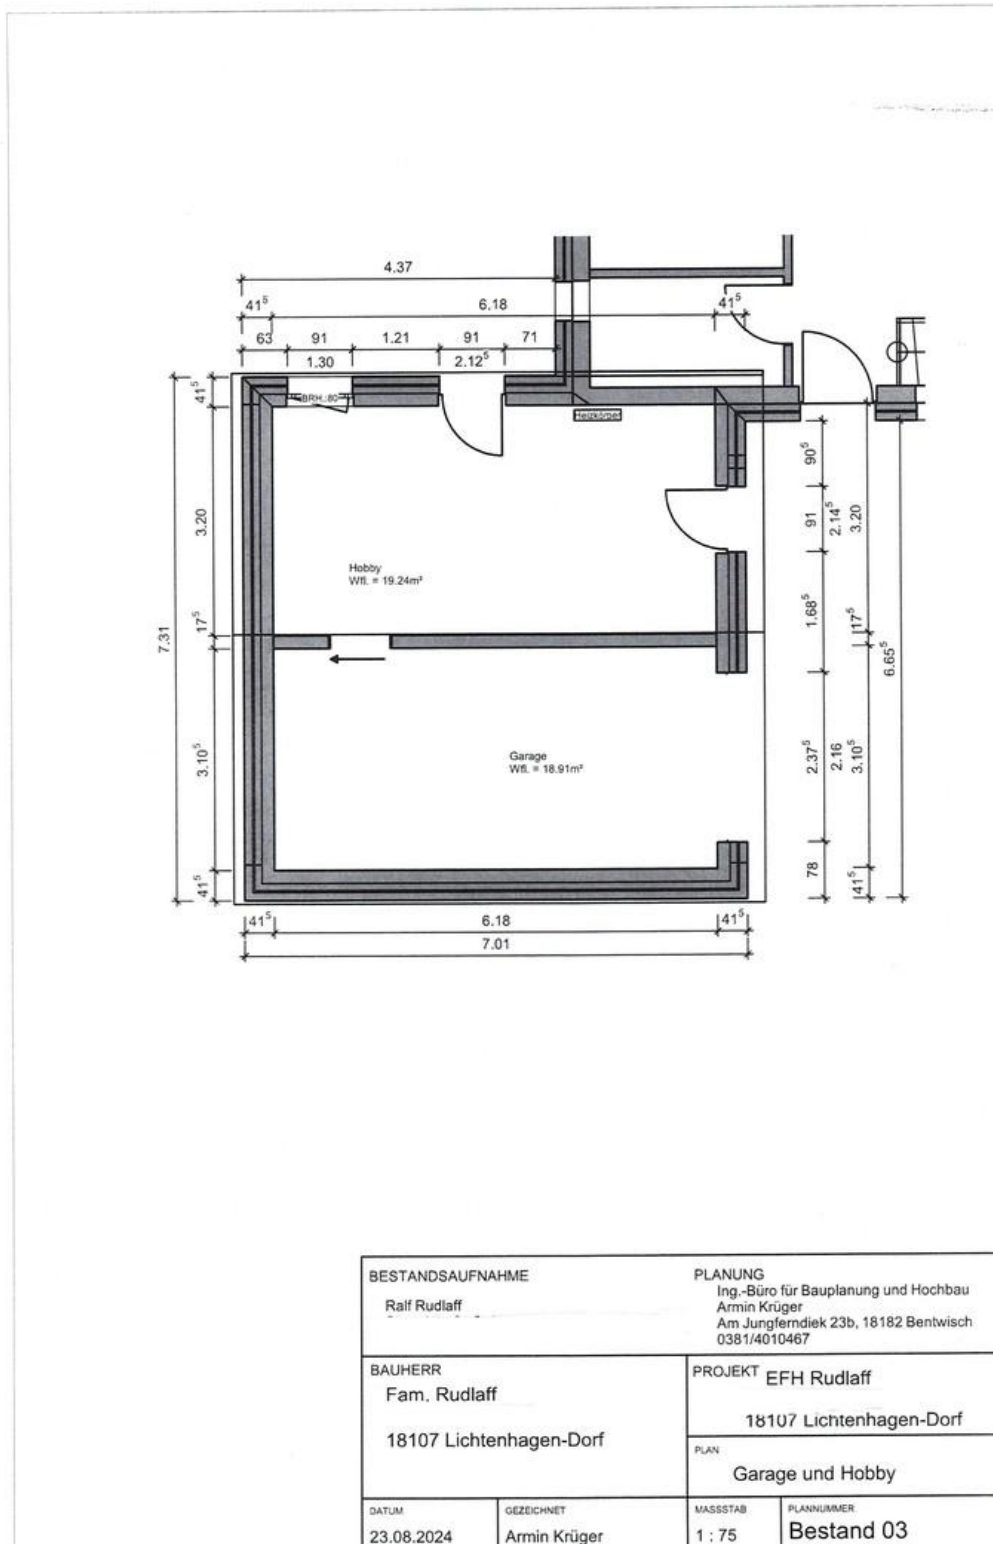 4.37
41⁵ 6.18 41⁵
63 91 1.21 91 71
1.30 2.12⁵
BRH.:80
Heizkörper
41⁵
3.20
17⁵
3.10⁵
41⁵
7.31
Hobby
Wfl. = 19.24m²
Garage
Wfl. = 18.91m²
90⁵
91
2.14⁵
3.20
1.68⁵
17⁵
6.65⁵
2.37⁵
2.16
3.10⁵
78
41⁵
41⁵ 6.18 41⁵
7.01
BESTANDSAUFNAHME
Ralf Rudlaff
PLANUNG
Ing.-Büro für Bauplanung und Hochbau
Armin Krüger
Am Jungferndiek 23b, 18182 Bentwisch
0381/4010467
BAUHERR
Fam. Rudlaff
18107 Lichtenhagen-Dorf
PROJEKT EFH Rudlaff
18107 Lichtenhagen-Dorf
PLAN
Garage und Hobby
DATUM
23.08.2024
GEZEICHNET
Armin Krüger
MASSSTAB
1 : 75
PLANNUMMER
Bestand 03